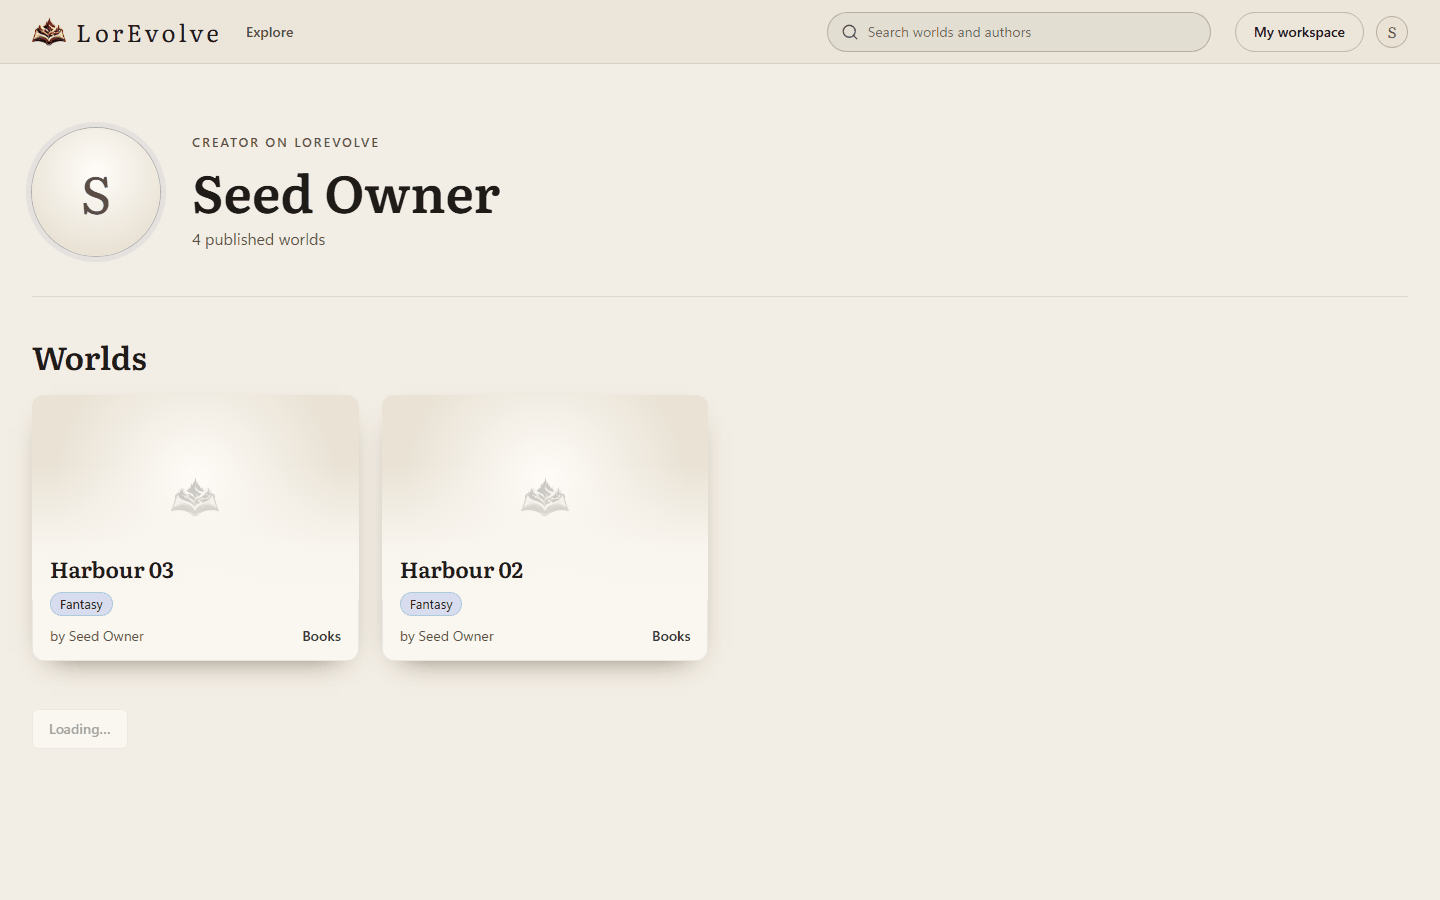 LorEvolve
Explore
Search worlds and authors
My workspace
S
S
CREATOR ON LOREVOLVE
Seed Owner
4 published worlds
Worlds
Harbour 03
Fantasy
by Seed Owner
Books
Harbour 02
Fantasy
by Seed Owner
Books
Loading...